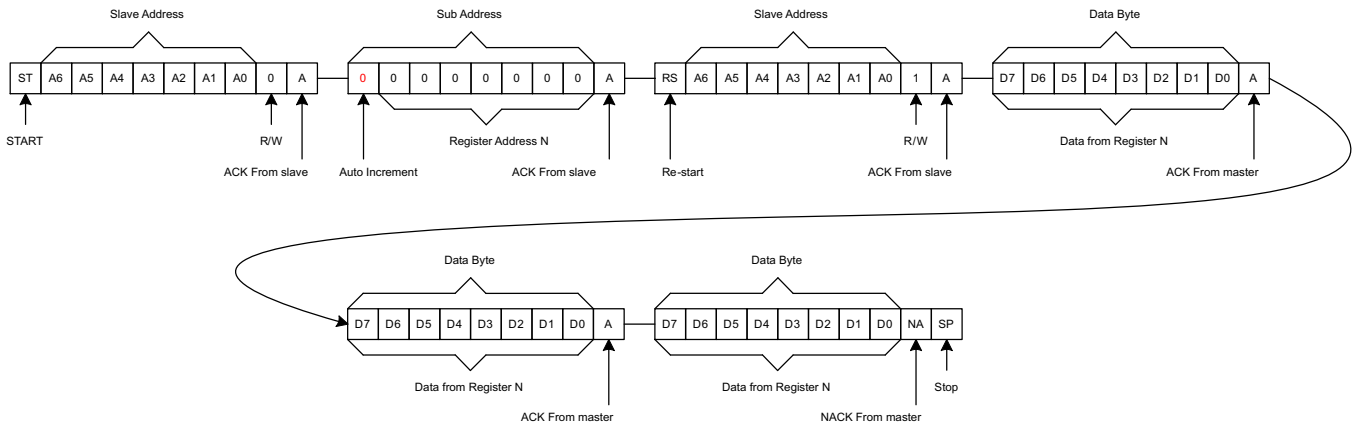 Slave Address Sub Address Slave Address Data Byte
ST A6 A5 A4 A3 A2 A1 A0 0 A 0 0 0 0 0 0 0 0 A RS A6 A5 A4 A3 A2 A1 A0 1 A D7 D6 D5 D4 D3 D2 D1 D0 A
START R/W Register Address N R/W Data from Register N
ACK From slave Auto Increment ACK From slave Re-start ACK From slave ACK From master
Data Byte Data Byte
D7 D6 D5 D4 D3 D2 D1 D0 A D7 D6 D5 D4 D3 D2 D1 D0 NA SP
Data from Register N Data from Register N Stop
ACK From master NACK From master